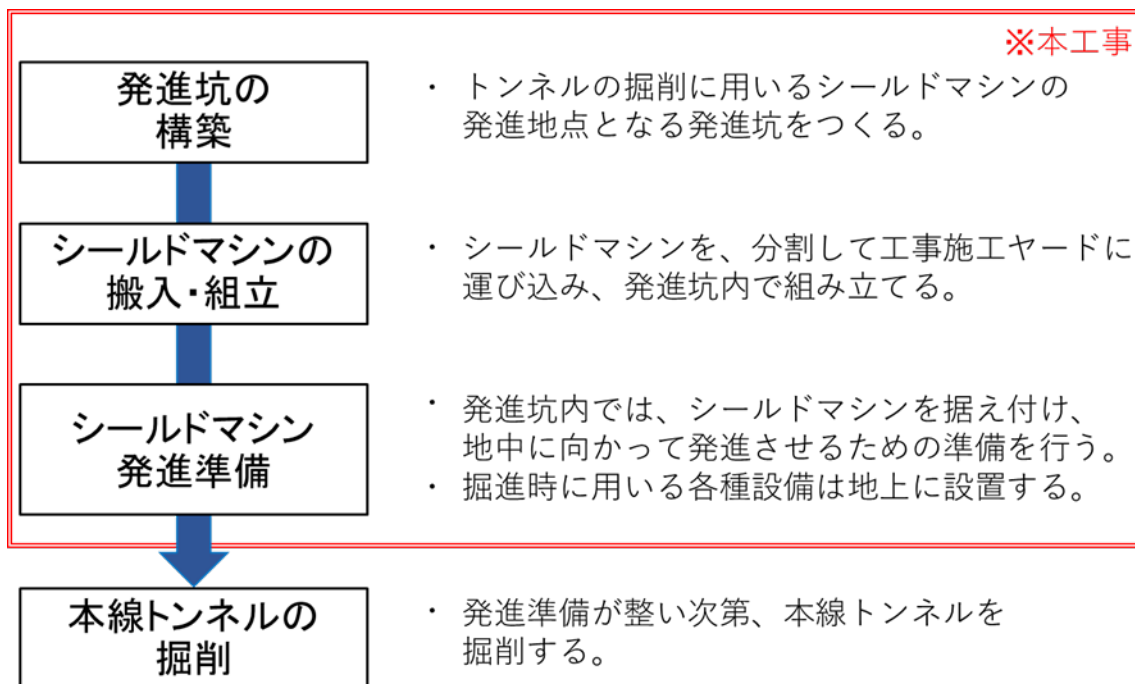 ※本工事
発進坑の
構築
・ トンネルの掘削に用いるシールドマシンの
発進地点となる発進坑をつくる。
シールドマシンの
搬入・組立
・ シールドマシンを、分割して工事施工ヤードに
運び込み、発進坑内で組み立てる。
シールドマシン
発進準備
・ 発進坑内では、シールドマシンを据え付け、
地中に向かって発進させるための準備を行う。
・ 掘進時に用いる各種設備は地上に設置する。
本線トンネルの
掘削
・ 発進準備が整い次第、本線トンネルを
掘削する。